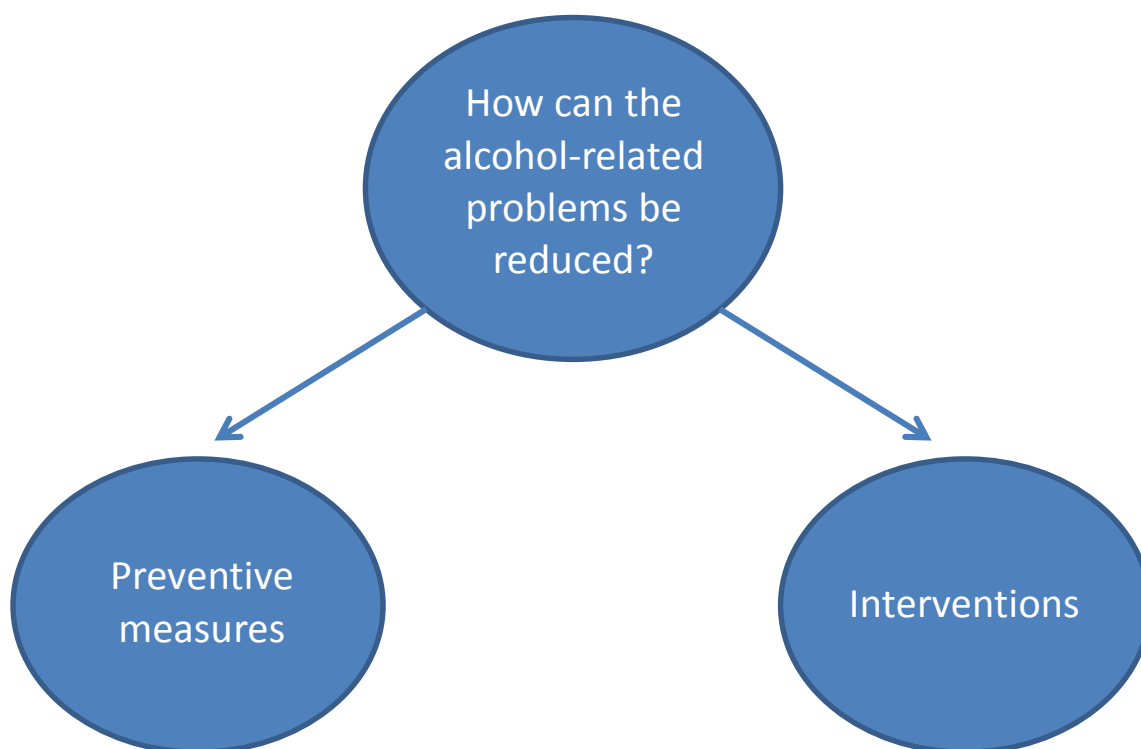 How can the
alcohol-related
problems be
reduced?
Preventive
measures
Interventions